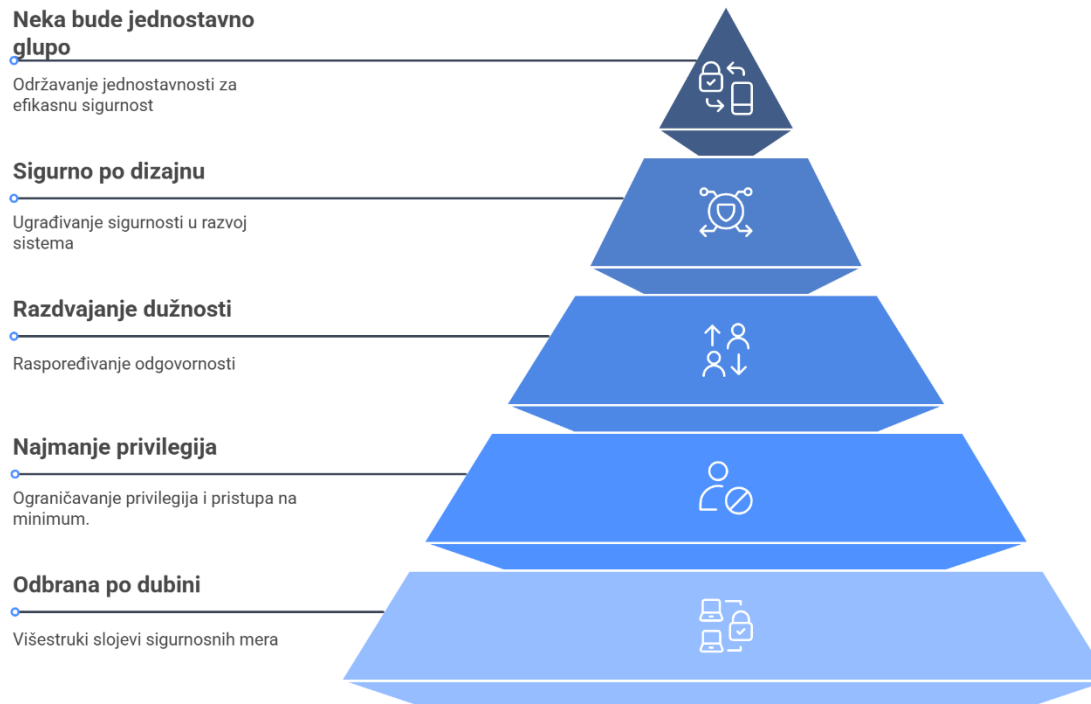 Neka bude jednostavno
glupo
Održavanje jednostavnosti za
efikasnu sigurnost
Sigurno po dizajnu
Ugrađivanje sigurnosti u razvoj
sistema
Razdvajanje dužnosti
Raspoređivanje odgovornosti
Najmanje privilegija
Ograničavanje privilegija i pristupa na
minimum.
Odbrana po dubini
Višestruki slojevi sigurnosnih mera